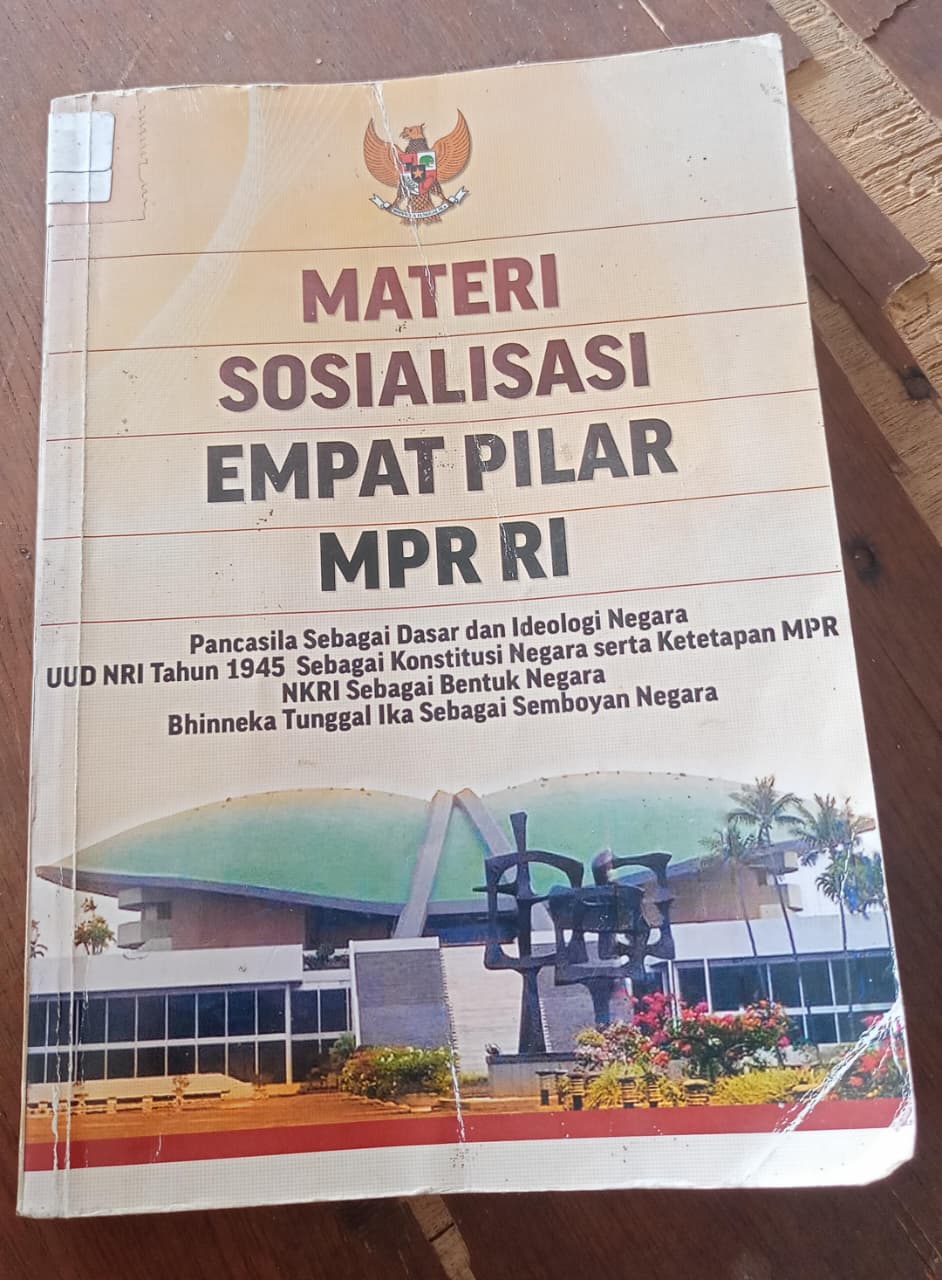 MATERI
SOSIALISASI
EMPAT PILAR
MPR RI
Pancasila Sebagai Dasar dan Ideologi Negara
UUD NRI Tahun 1945 Sebagai Konstitusi Negara serta Ketetapan MPR
NKRI Sebagai Bentuk Negara
Bhinneka Tunggal Ika Sebagai Semboyan Negara